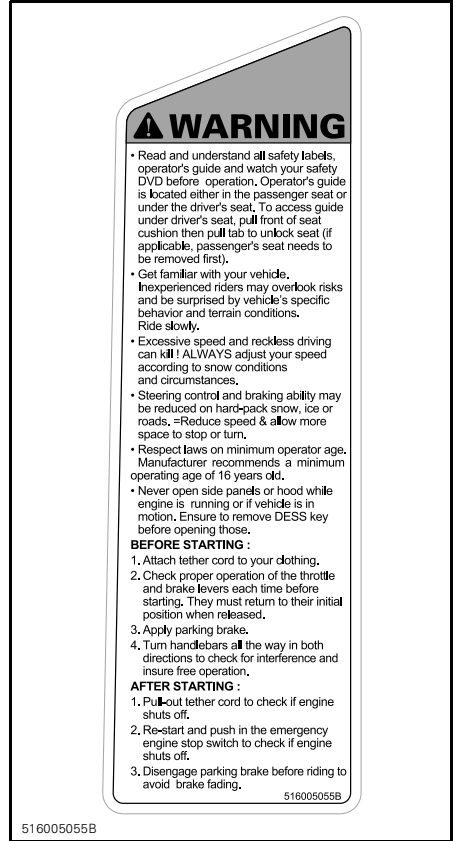 WARNING
• Read and understand all safety labels,
operator's guide and watch your safety
DVD before operation. Operator's guide
is located either in the passenger seat or
under the driver's seat. To access guide
under driver's seat, pull front of seat
cushion then pull tab to unlock seat (if
applicable, passenger's seat needs to
be removed first).
• Get familiar with your vehicle.
Inexperienced riders may overlook risks
and be surprised by vehicle's specific
behavior and terrain conditions.
Ride slowly.
• Excessive speed and reckless driving
can kill ! ALWAYS adjust your speed
according to snow conditions
and circumstances.
• Steering control and braking ability may
be reduced on hard-pack snow, ice or
roads. =Reduce speed & allow more
space to stop or turn.
• Respect laws on minimum operator age.
Manufacturer recommends a minimum
operating age of 16 years old.
• Never open side panels or hood while
engine is running or if vehicle is in
motion. Ensure to remove DESS key
before opening those.
BEFORE STARTING :
1. Attach tether cord to your clothing.
2. Check proper operation of the throttle
and brake levers each time before
starting. They must return to their initial
position when released.
3. Apply parking brake.
4. Turn handlebars all the way in both
directions to check for interference and
insure free operation.
AFTER STARTING :
1. Pull-out tether cord to check if engine
shuts off.
2. Re-start and push in the emergency
engine stop switch to check if engine
shuts off.
3. Disengage parking brake before riding to
avoid brake fading.
516005055B
516005055B